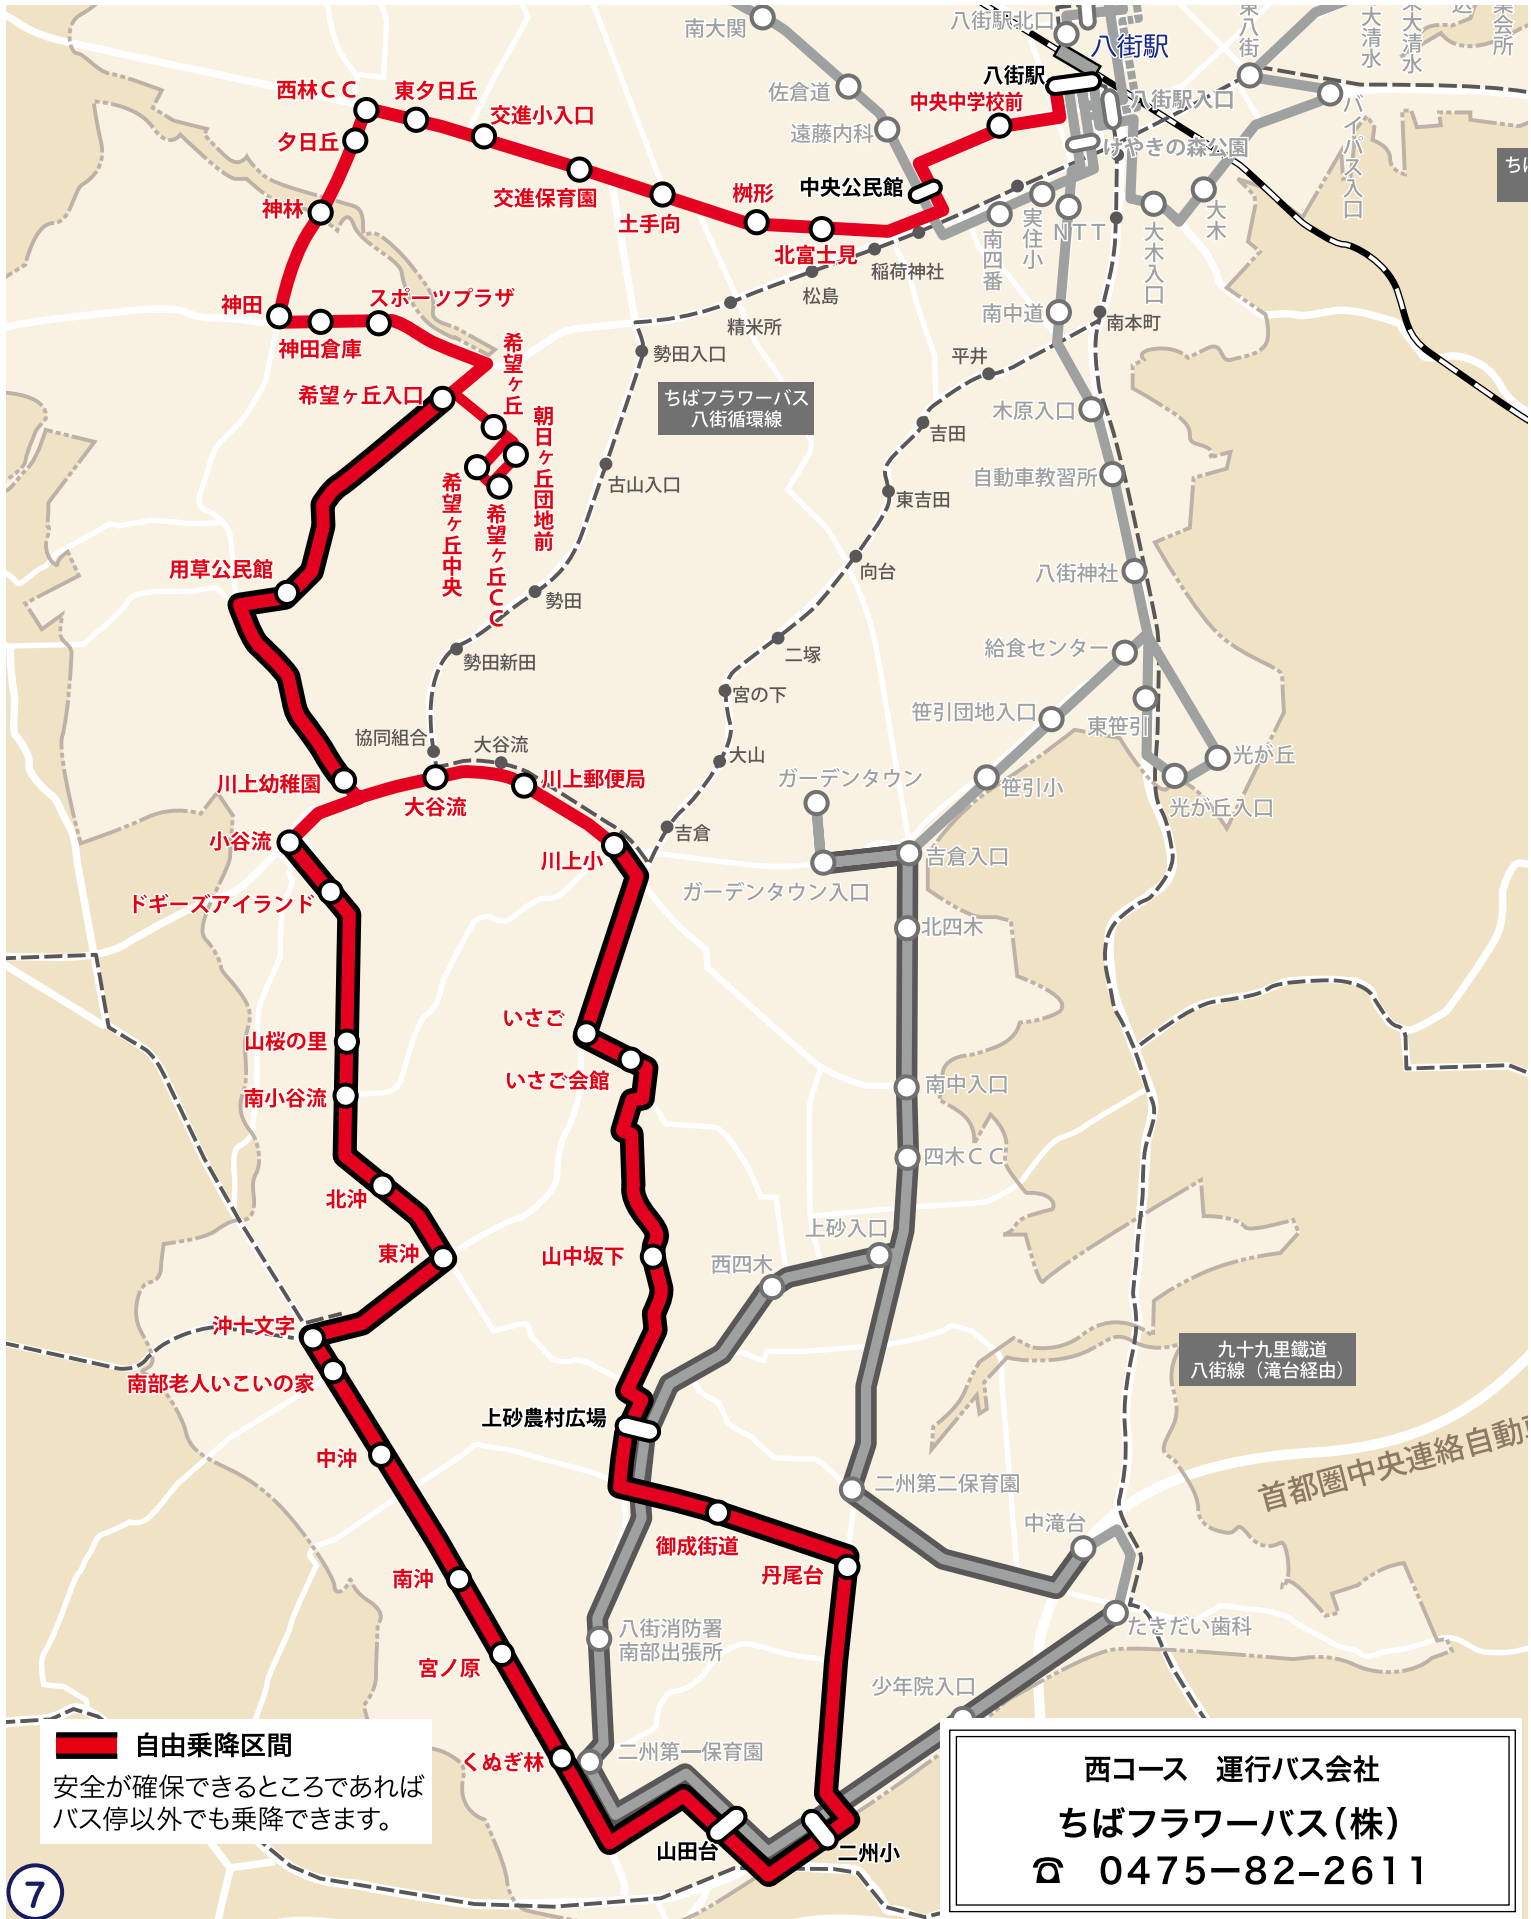 南大関
八街駅北口
八街駅
東八街
大清水
東大清水
集会所
佐倉道
遠藤内科
八街駅
中央中学校前
八街駅入口
けやきの森公園
バイパス入口
西林ＣＣ
東夕日丘
交進小入口
夕日丘
交進保育園
神林
土手向
桝形
北富士見
中央公民館
稲荷神社
松島
精米所
南四番
実住小
ＮＴＴ
大木入口
大木
南中道
南本町
神田
神田倉庫
スポーツプラザ
希望ヶ丘入口
希望ヶ丘
朝日ヶ丘団地前
希望ヶ丘中央
希望ヶ丘ＣＣ
勢田入口
ちばフラワーバス
八街循環線
平井
吉田
木原入口
自動車教習所
古山入口
東吉田
用草公民館
向台
八街神社
勢田
勢田新田
二塚
給食センター
宮の下
笹引団地入口
東笹引
協同組合
大谷流
大山
光が丘
ガーデンタウン
笹引小
光が丘入口
川上幼稚園
大谷流
川上郵便局
小谷流
川上小
吉倉
吉倉入口
ガーデンタウン入口
ドギーズアイランド
北四木
いさご
山桜の里
いさご会館
南小谷流
南中入口
四木ＣＣ
北沖
東沖
山中坂下
上砂入口
西四木
沖十文字
南部老人いこいの家
九十九里鐵道
八街線（滝台経由）
上砂農村広場
中沖
首都圏中央連絡自動車
二州第二保育園
中滝台
御成街道
丹尾台
南沖
八街消防署
南部出張所
たきだい歯科
宮ノ原
少年院入口
くぬぎ林
二州第一保育園
山田台
二州小
自由乗降区間
安全が確保できるところであれば
バス停以外でも乗降できます。
西コース　運行バス会社
ちばフラワーバス（株）
☎　０４７５ー８２−２６１１
7